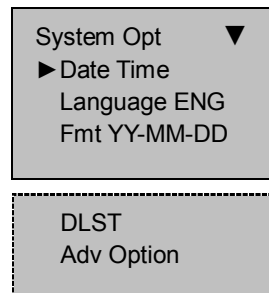 System Opt ▼
►Date Time
Language ENG
Fmt YY-MM-DD
DLST
Adv Option